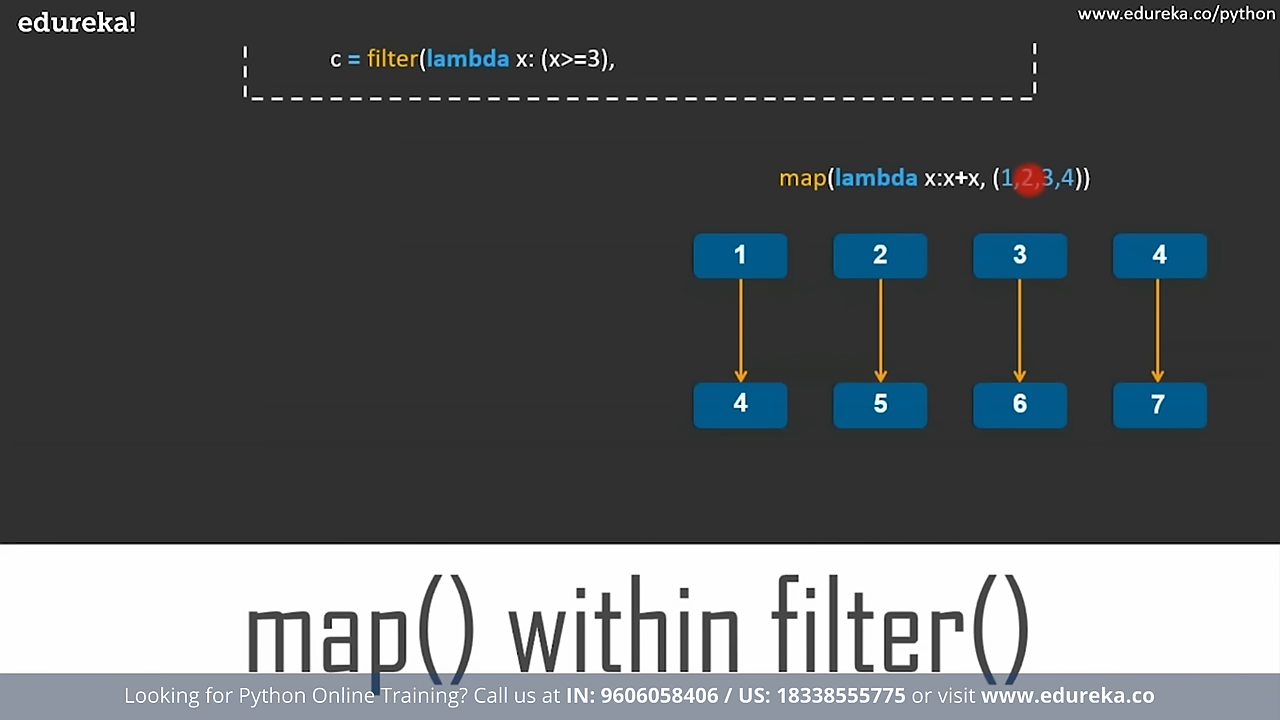 edureka!
www.edureka.co/python
c = filter(lambda x: (x>=3),
map(lambda x:x+x, (1,2,3,4))
1 2 3 4
4 5 6 7
map() within filter()
Looking for Python Online Training? Call us at IN: 9606058406 / US: 18338555775 or visit www.edureka.co